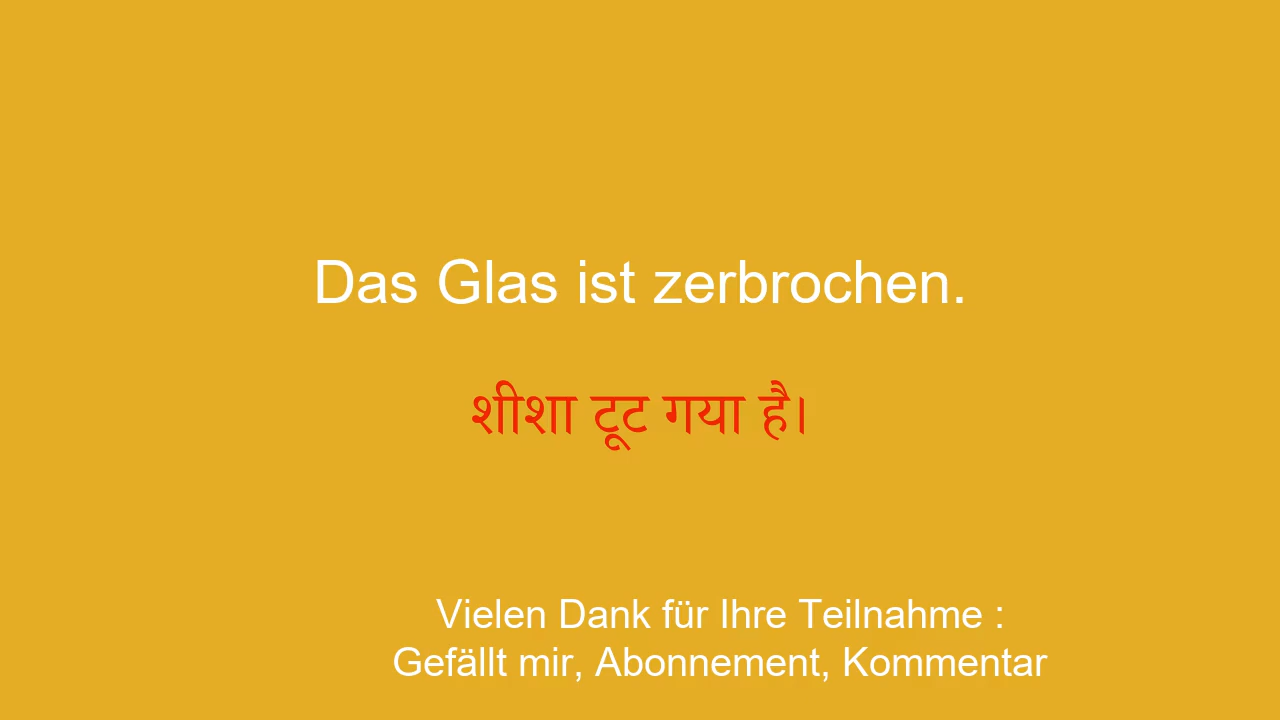 Das Glas ist zerbrochen.
शीशा टूट गया है।
Vielen Dank für Ihre Teilnahme :
Gefällt mir, Abonnement, Kommentar